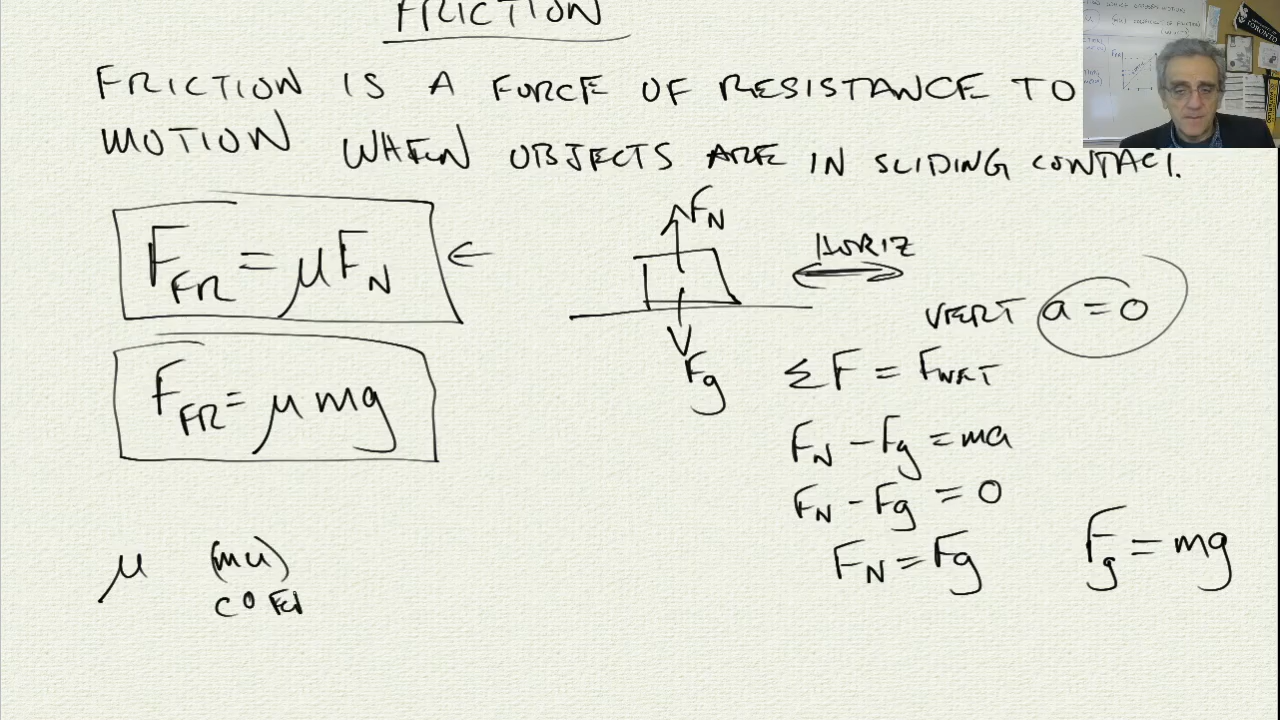 FRICTION
FRICTION IS A FORCE OF RESISTANCE TO
MOTION WHEN OBJECTS ARE IN SLIDING CONTACT.
F_FR = μF_N ←
F_FR = μmg
F_N
F_g
HORIZ
VERT a = 0
ΣF = F_NET
F_N - F_g = ma
F_N - F_g = 0
F_N = F_g
F_g = mg
μ (mu)
TORONTO